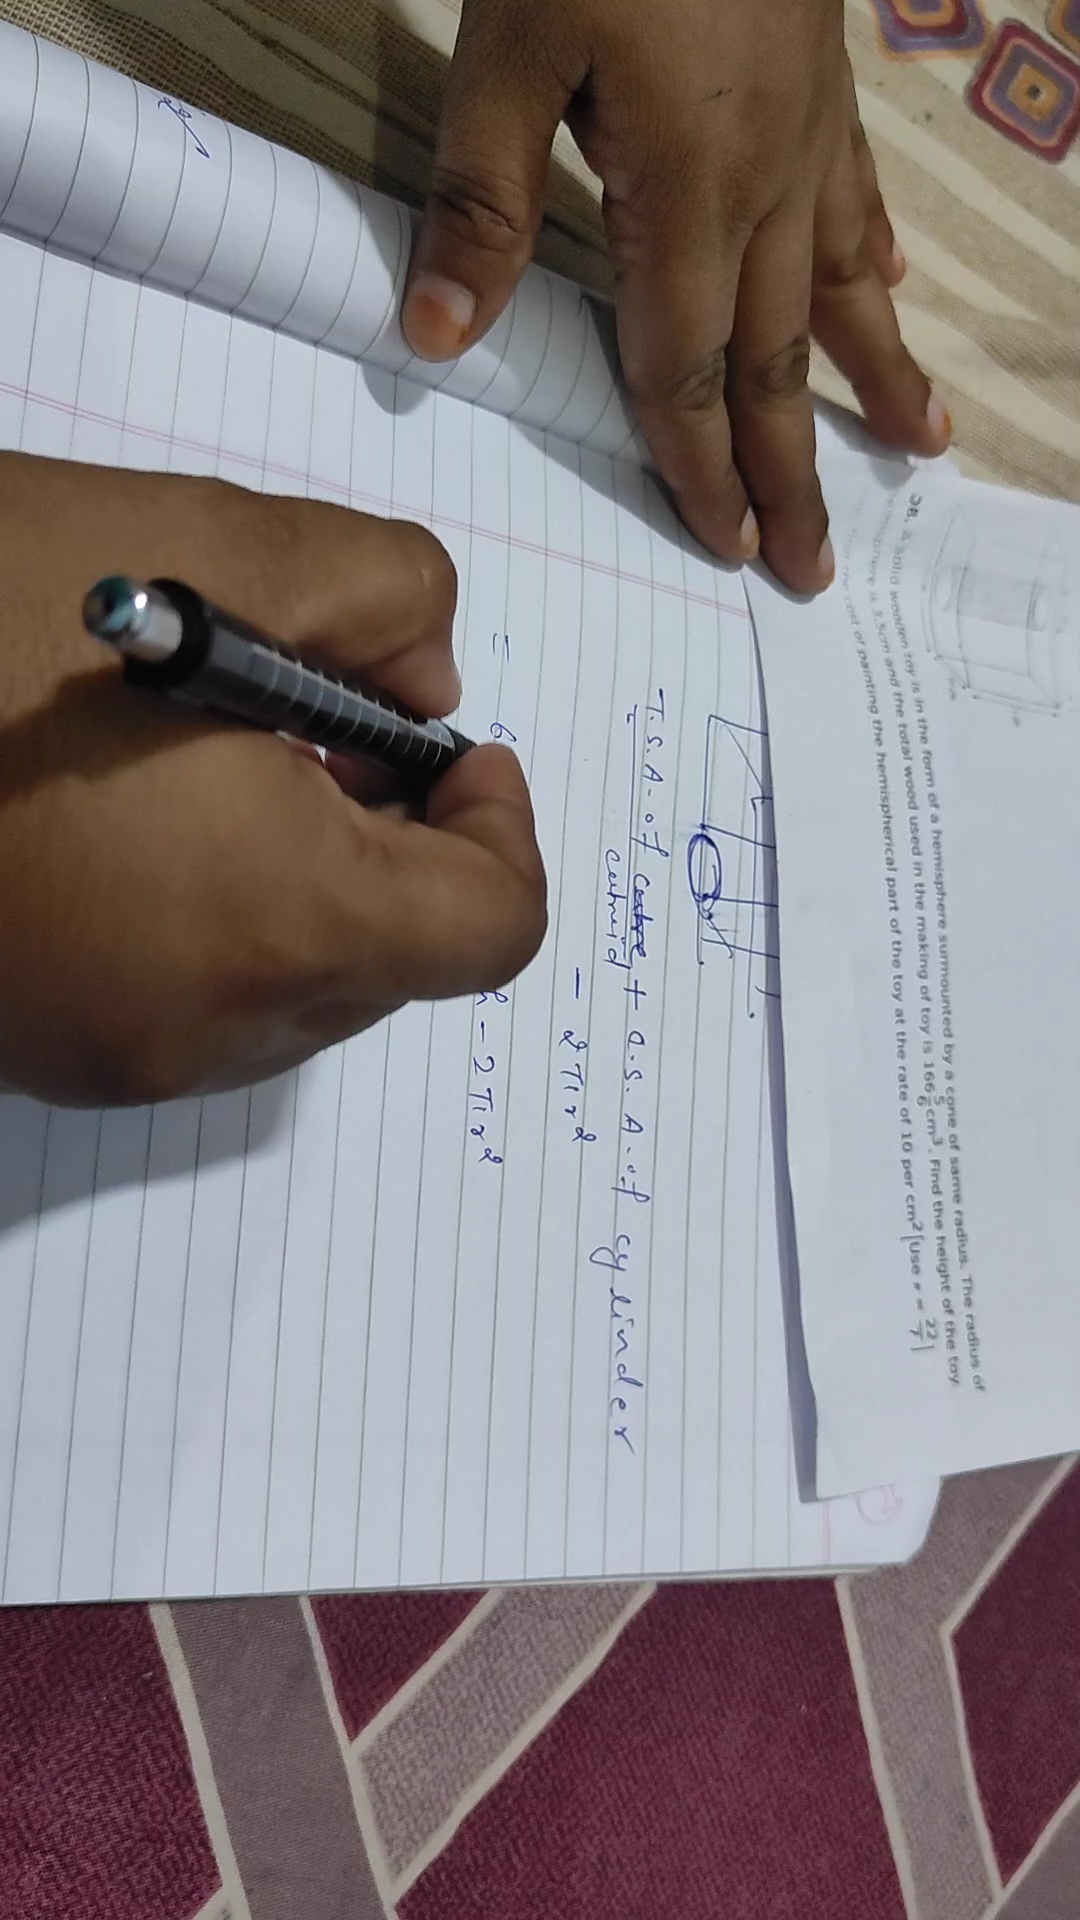 38. A solid wooden toy is in the form of a hemisphere surmounted by a cone of same radius. The radius of
hemisphere is 3.5cm and the total wood used in the making of toy is 166 5/6 cm³. Find the height of the toy.
the cost of painting the hemispherical part of the toy at the rate of 10 per cm² [Use π = 22/7]
T.S.A. of + C.S.A. of cylinder
- 2πr²
= 6 h - 2πr²